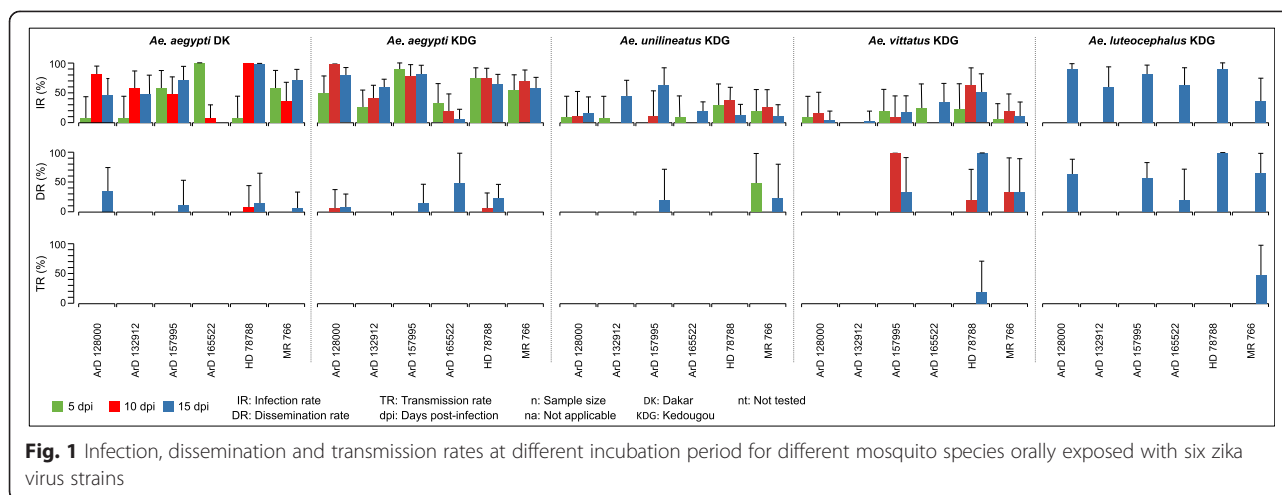 Ae. aegypti DK Ae. aegypti KDG Ae. unilineatus KDG Ae. vittatus KDG Ae. luteocephalus KDG
IR (%)
100
50
0
DR (%)
100
50
0
TR (%)
100
50
0
ArD 128000 ArD 132912 ArD 157995 ArD 165522 HD 78788 MR 766 ArD 128000 ArD 132912 ArD 157995 ArD 165522 HD 78788 MR 766 ArD 128000 ArD 132912 ArD 157995 ArD 165522 HD 78788 MR 766 ArD 128000 ArD 132912 ArD 157995 ArD 165522 HD 78788 MR 766 ArD 128000 ArD 132912 ArD 157995 ArD 165522 HD 78788 MR 766
5 dpi 10 dpi 15 dpi IR: Infection rate TR: Transmission rate n: Sample size DK: Dakar nt: Not tested
DR: Dissemination rate dpi: Days post-infection na: Not applicable KDG: Kedougou
Fig. 1 Infection, dissemination and transmission rates at different incubation period for different mosquito species orally exposed with six zika
virus strains